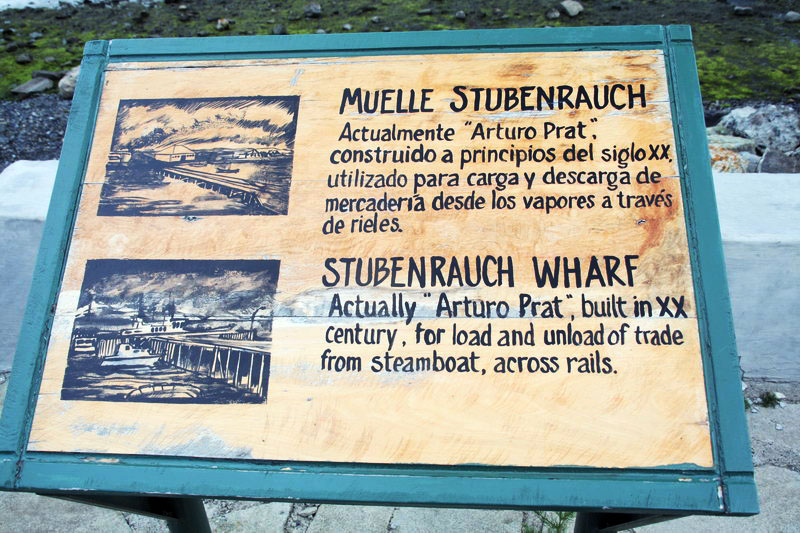 MUELLE STUBENRAUCH
Actualmente "Arturo Prat",
construido a principios del siglo XX,
utilizado para carga y descarga de
mercadería desde los vapores a través
de rieles.
STUBENRAUCH WHARF
Actually "Arturo Prat", built in XX
century, for load and unload of trade
from steamboat, across rails.